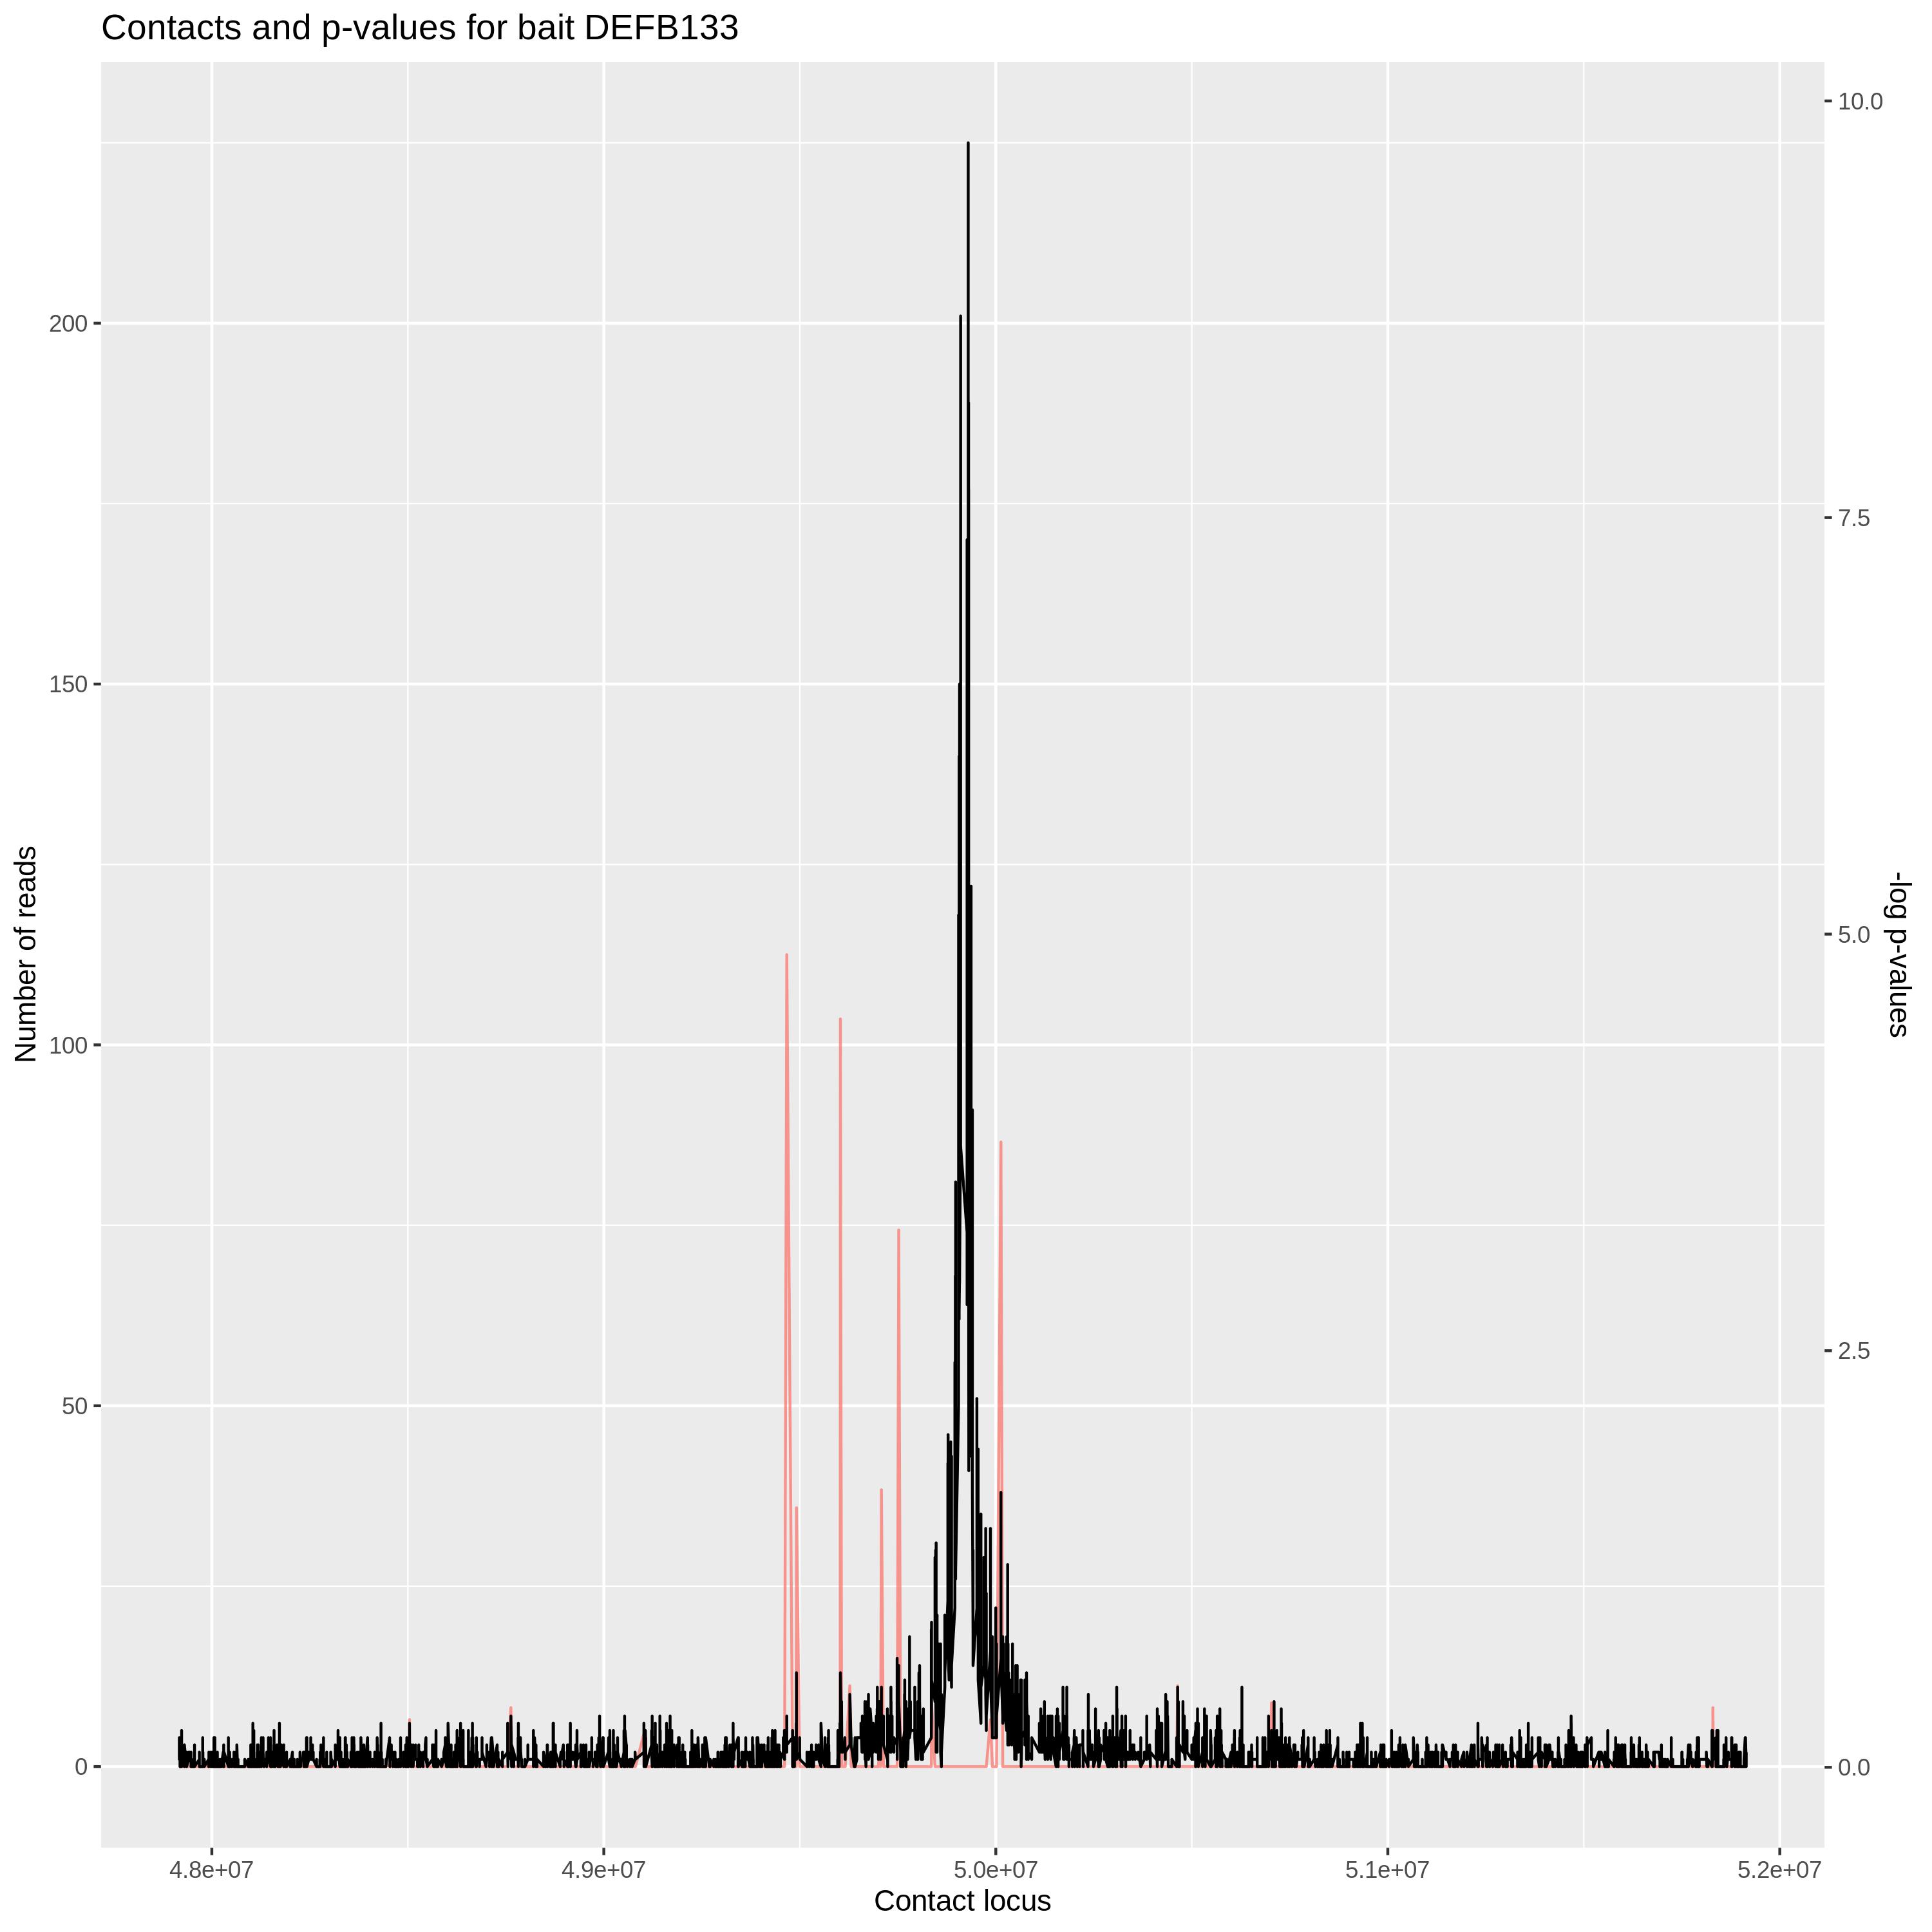 Contacts and p-values for bait DEFB133
Number of reads
200
150
100
50
0
10.0
7.5
5.0
2.5
0.0
-log p-values
4.8e+07
4.9e+07
5.0e+07
5.1e+07
5.2e+07
Contact locus